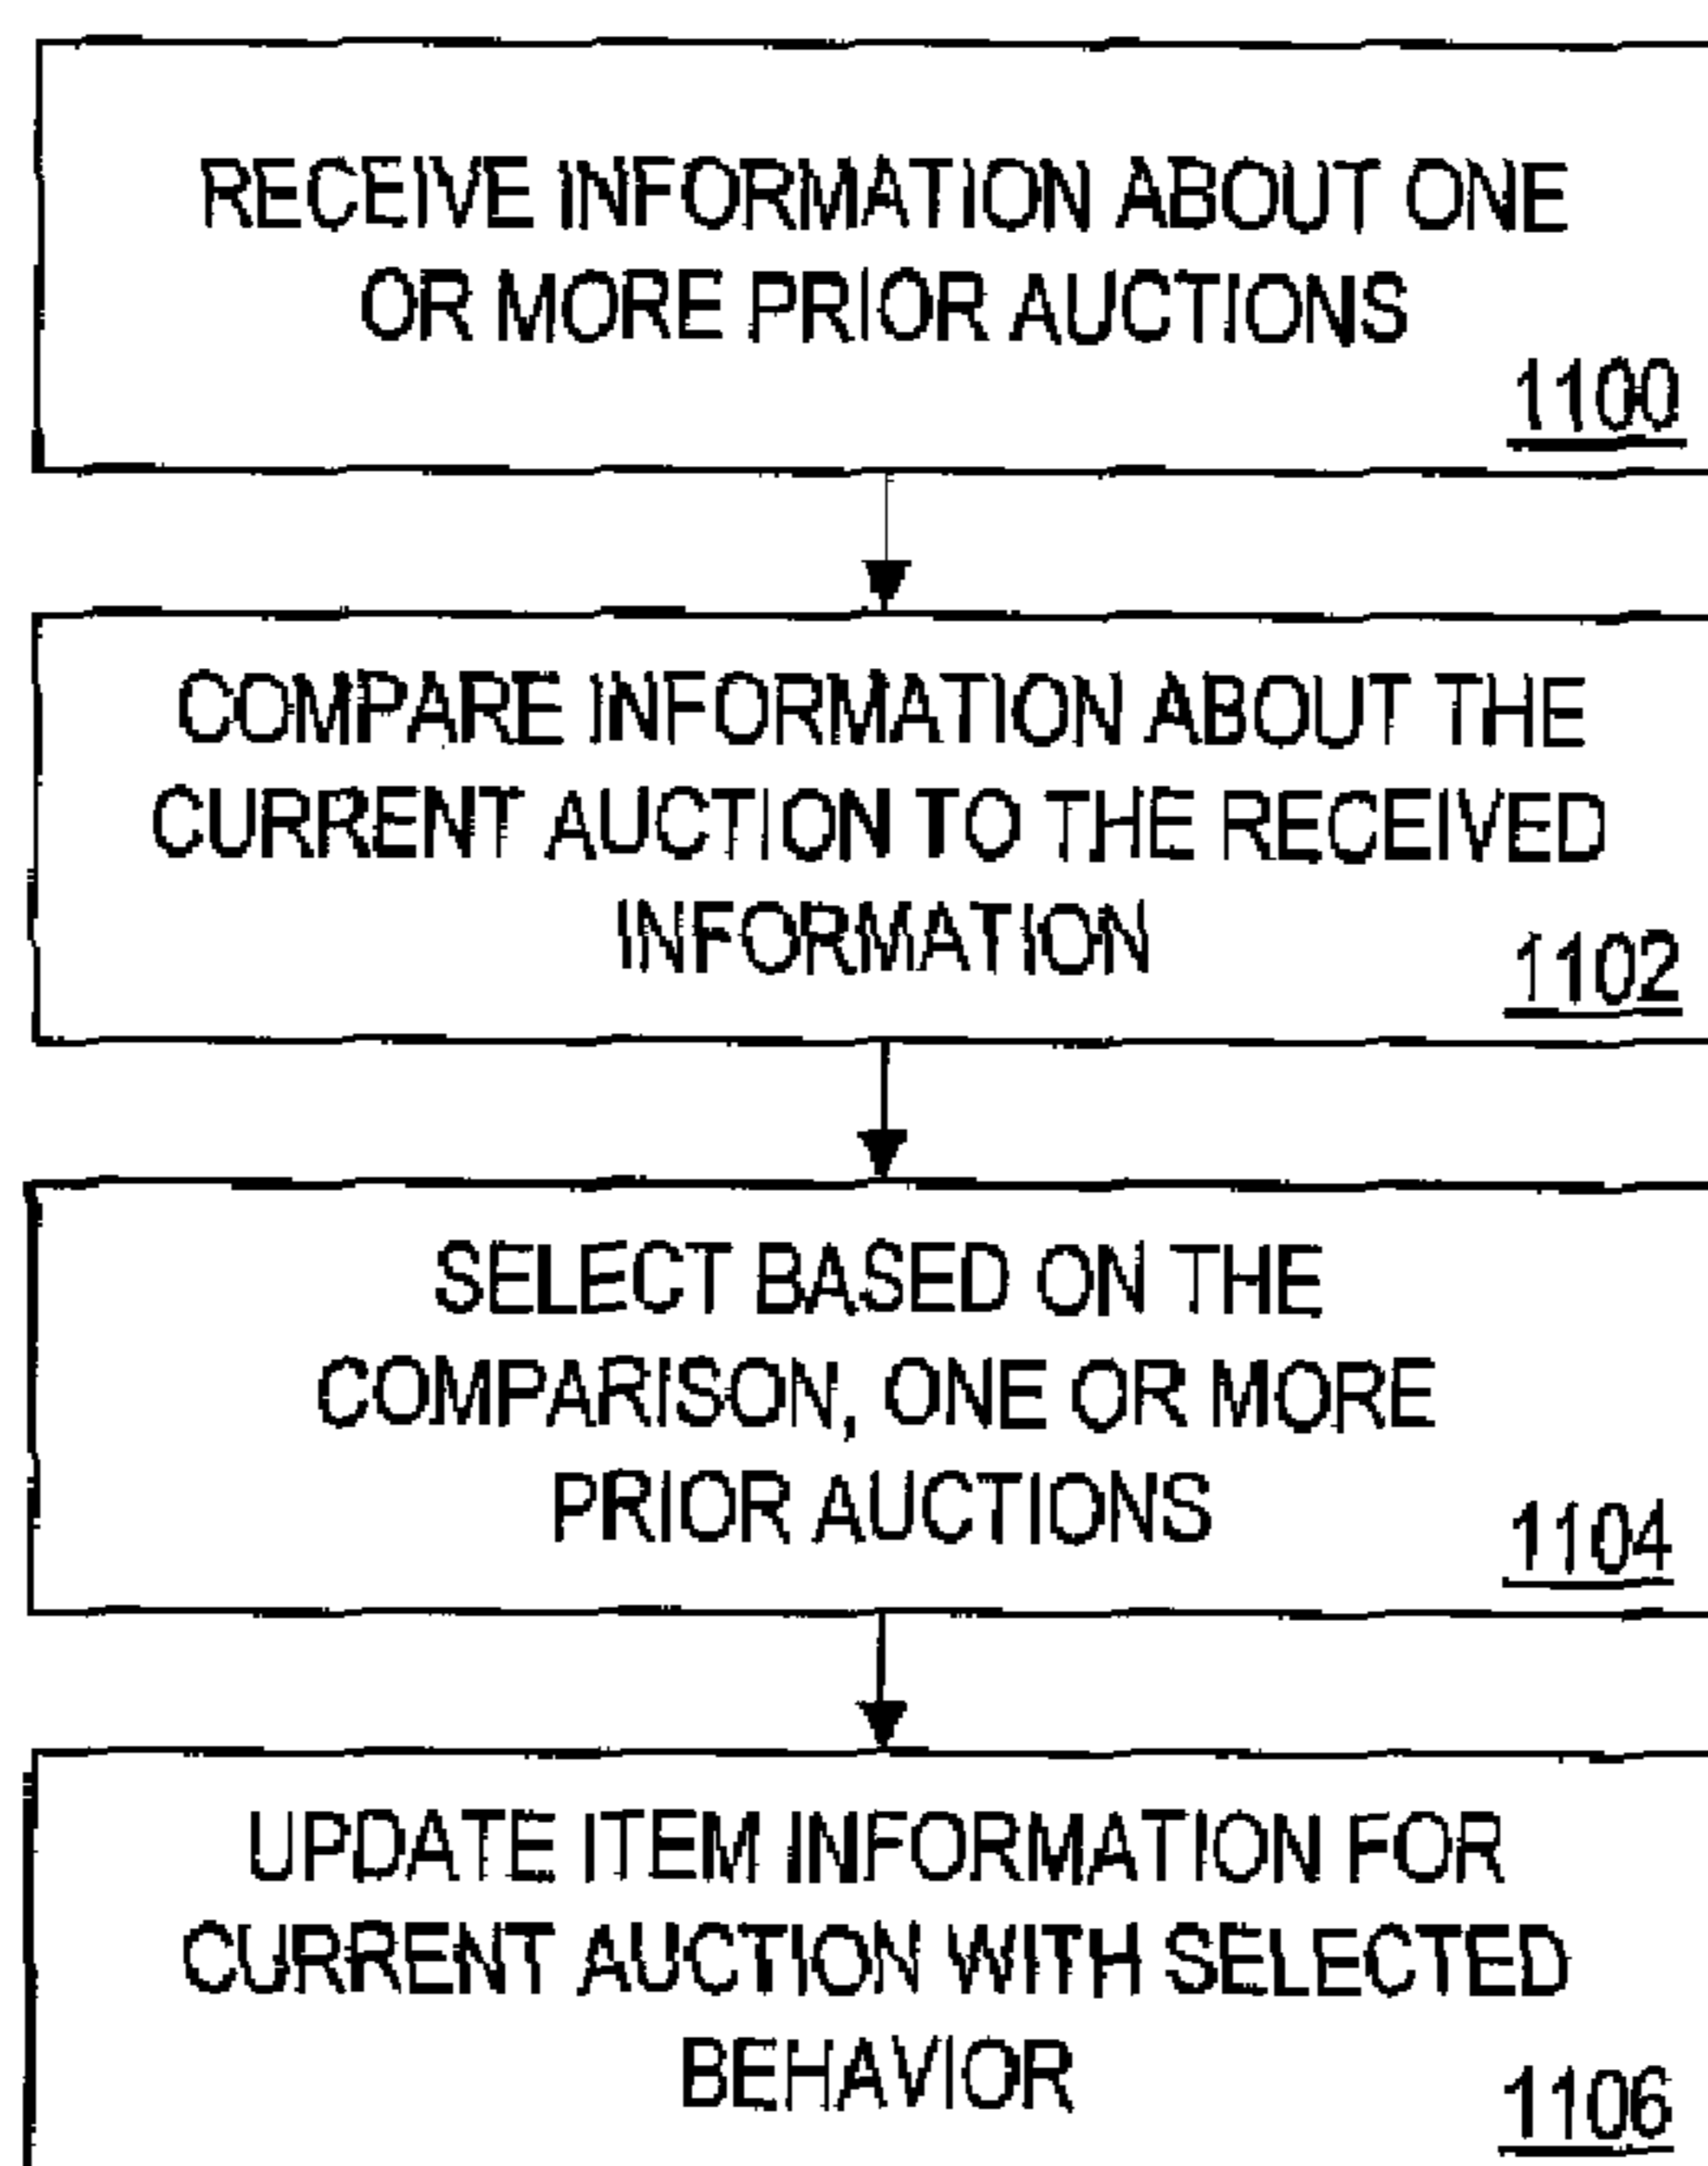 RECEIVE INFORMATION ABOUT ONE
OR MORE PRIOR AUCTIONS
1100
COMPARE INFORMATION ABOUT THE
CURRENT AUCTION TO THE RECEIVED
INFORMATION
1102
SELECT BASED ON THE
COMPARISON, ONE OR MORE
PRIOR AUCTIONS
1104
UPDATE ITEM INFORMATION FOR
CURRENT AUCTION WITH SELECTED
BEHAVIOR
1106